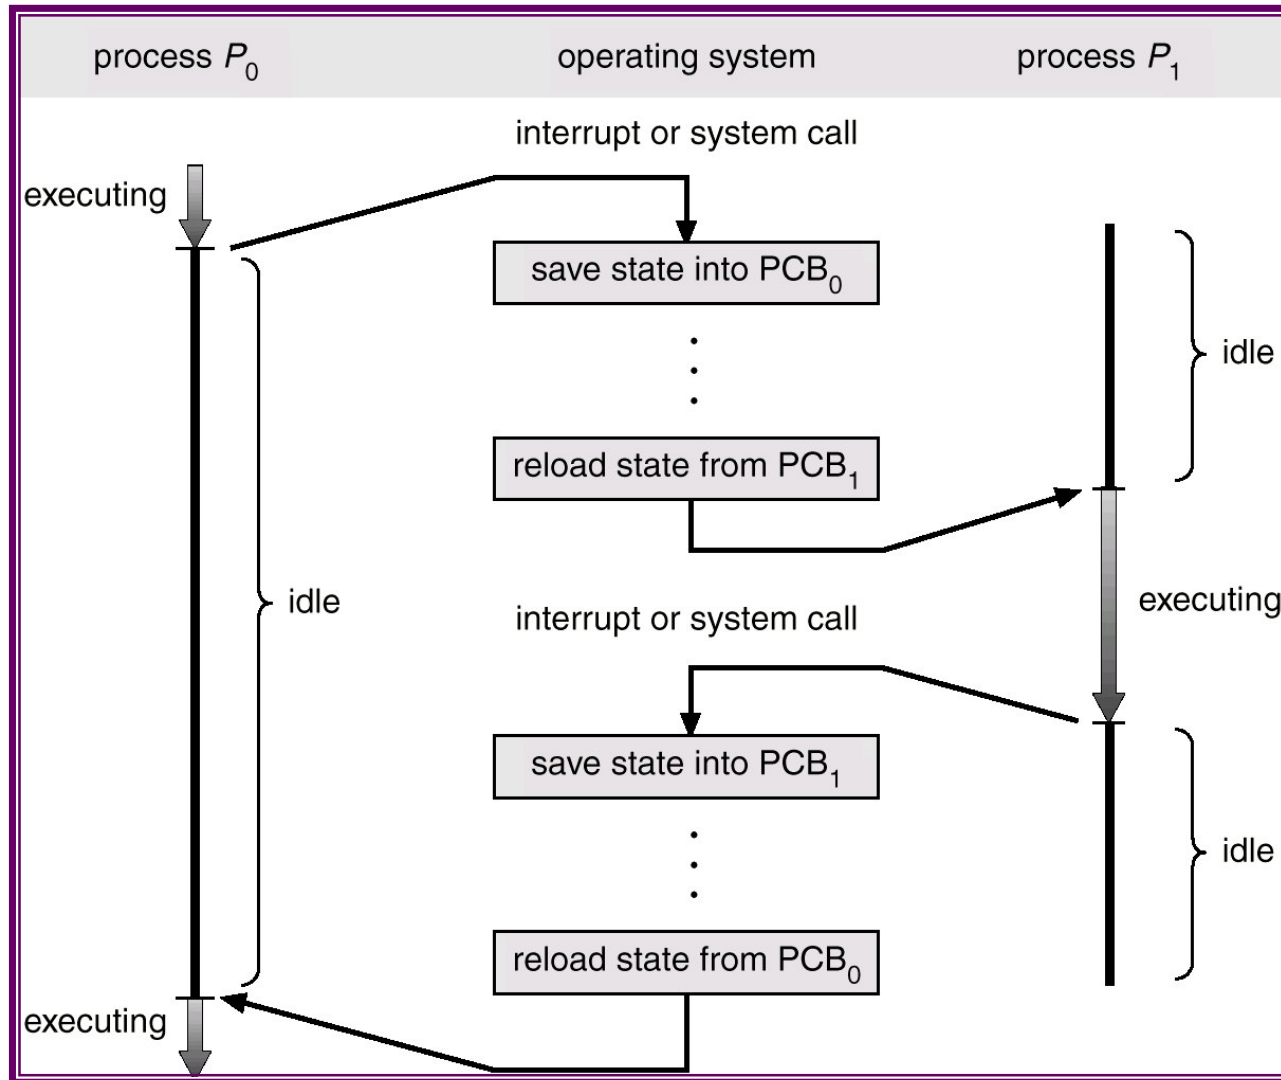 process P0 operating system process P1
interrupt or system call
executing
save state into PCB0
idle
reload state from PCB1
idle
executing
interrupt or system call
save state into PCB1
idle
reload state from PCB0
executing